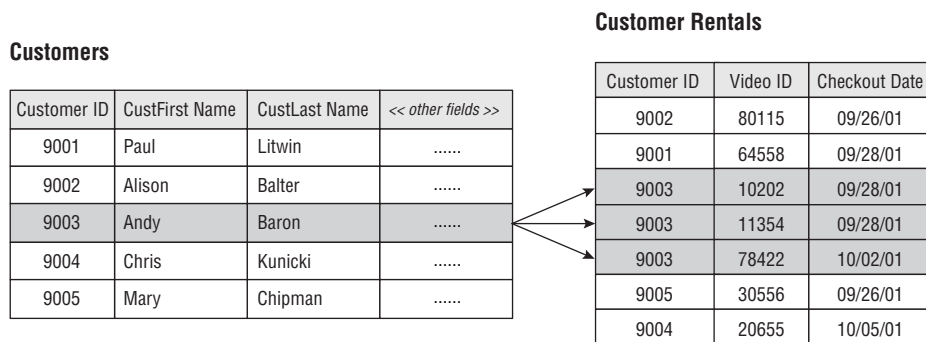 Customer Rentals
Customers
Customer ID CustFirst Name CustLast Name << other fields >>
9001 Paul Litwin ......
9002 Alison Balter ......
9003 Andy Baron ......
9004 Chris Kunicki ......
9005 Mary Chipman ......
Customer ID Video ID Checkout Date
9002 80115 09/26/01
9001 64558 09/28/01
9003 10202 09/28/01
9003 11354 09/28/01
9003 78422 10/02/01
9005 30556 09/26/01
9004 20655 10/05/01